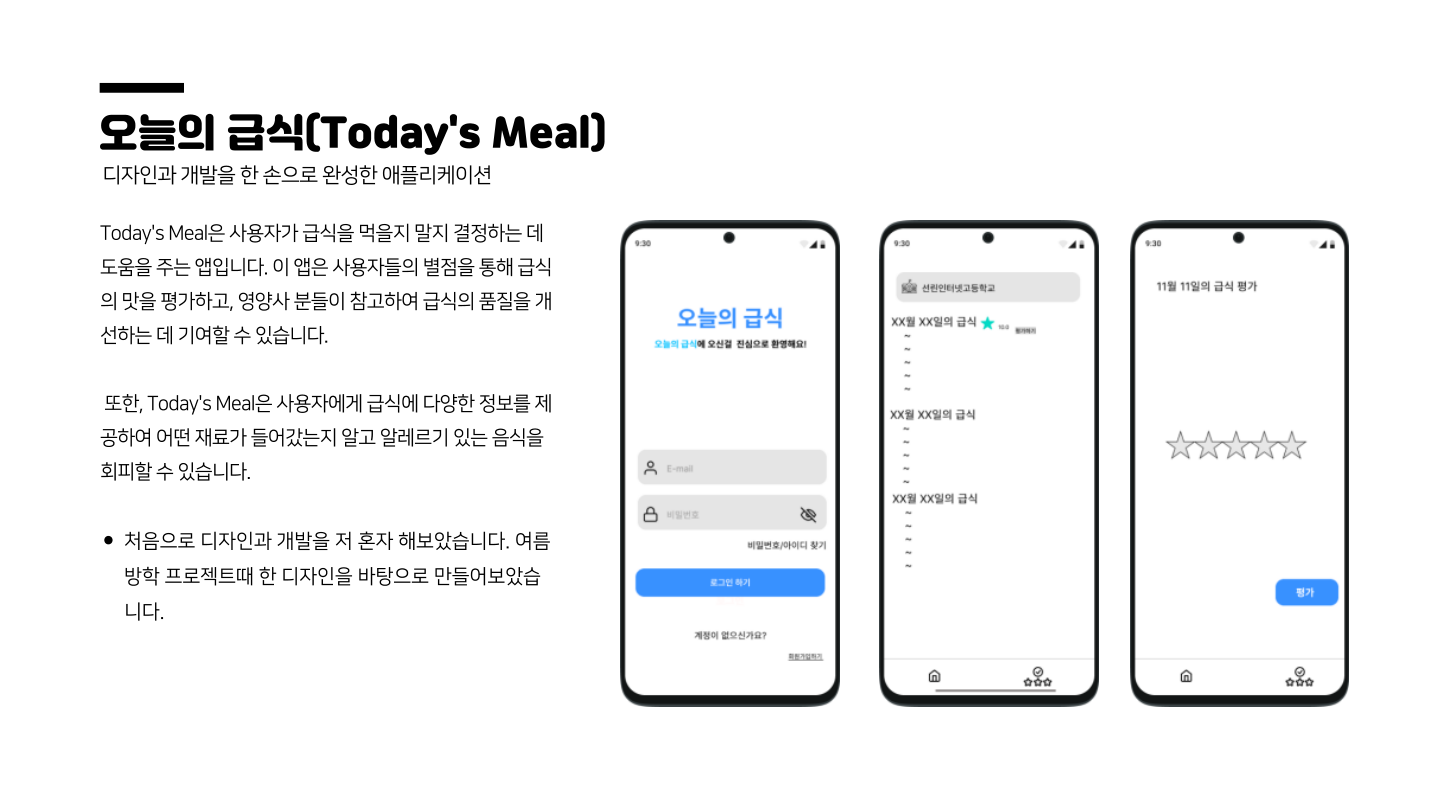 오늘의 급식(Today's Meal)
디자인과 개발을 한 손으로 완성한 애플리케이션
Today's Meal은 사용자가 급식을 먹을지 말지 결정하는 데
도움을 주는 앱입니다. 이 앱은 사용자들의 별점을 통해 급식
의 맛을 평가하고, 영양사 분들이 참고하여 급식의 품질을 개
선하는 데 기여할 수 있습니다.
또한, Today's Meal은 사용자에게 급식에 다양한 정보를 제
공하여 어떤 재료가 들어갔는지 알고 알레르기 있는 음식을
회피할 수 있습니다.
• 처음으로 디자인과 개발을 저 혼자 해보았습니다. 여름
방학 프로젝트때 한 디자인을 바탕으로 만들어보았습
니다.
9:30
오늘의 급식
오늘의 급식에 오신걸 진심으로 환영해요!
E-mail
비밀번호
비밀번호/아이디 찾기
로그인 하기
계정이 없으신가요?
회원가입하기
9:30
선린인터넷고등학교
XX월 XX일의 급식 10.0 평가하기
~
~
~
~
~
XX월 XX일의 급식
~
~
~
~
~
XX월 XX일의 급식
~
~
~
~
~
9:30
11월 11일의 급식 평가
평가